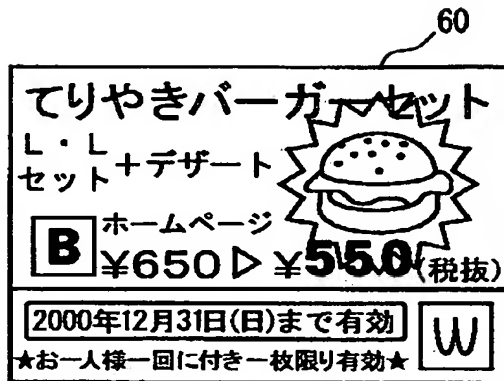 60
てりやきバーガーセット
L・L
セット+デザート
B ホームページ
¥650▷¥550(税抜)
2000年12月31日(日)まで有効
W
★お一人様一回に付き一枚限り有効★